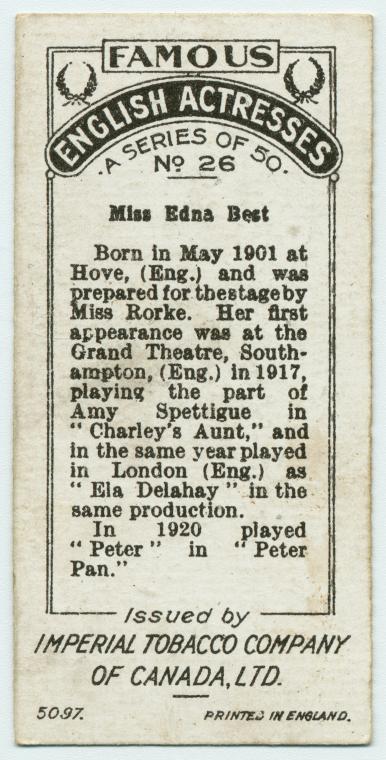 FAMOUS
ENGLISH ACTRESSES
.A SERIES OF 50.
No 26
Miss Edna Best
Born in May 1901 at
Hove, (Eng.) and was
prepared for the stage by
Miss Rorke. Her first
appearance was at the
Grand Theatre, South-
ampton, (Eng.) in 1917,
playing the part of
Amy Spettigue in
"Charley's Aunt," and
in the same year played
in London (Eng.) as
"Ela Delahay" in the
same production.
In 1920 played
"Peter" in "Peter
Pan."
Issued by
IMPERIAL TOBACCO COMPANY
OF CANADA, LTD.
5097. PRINTED IN ENGLAND.